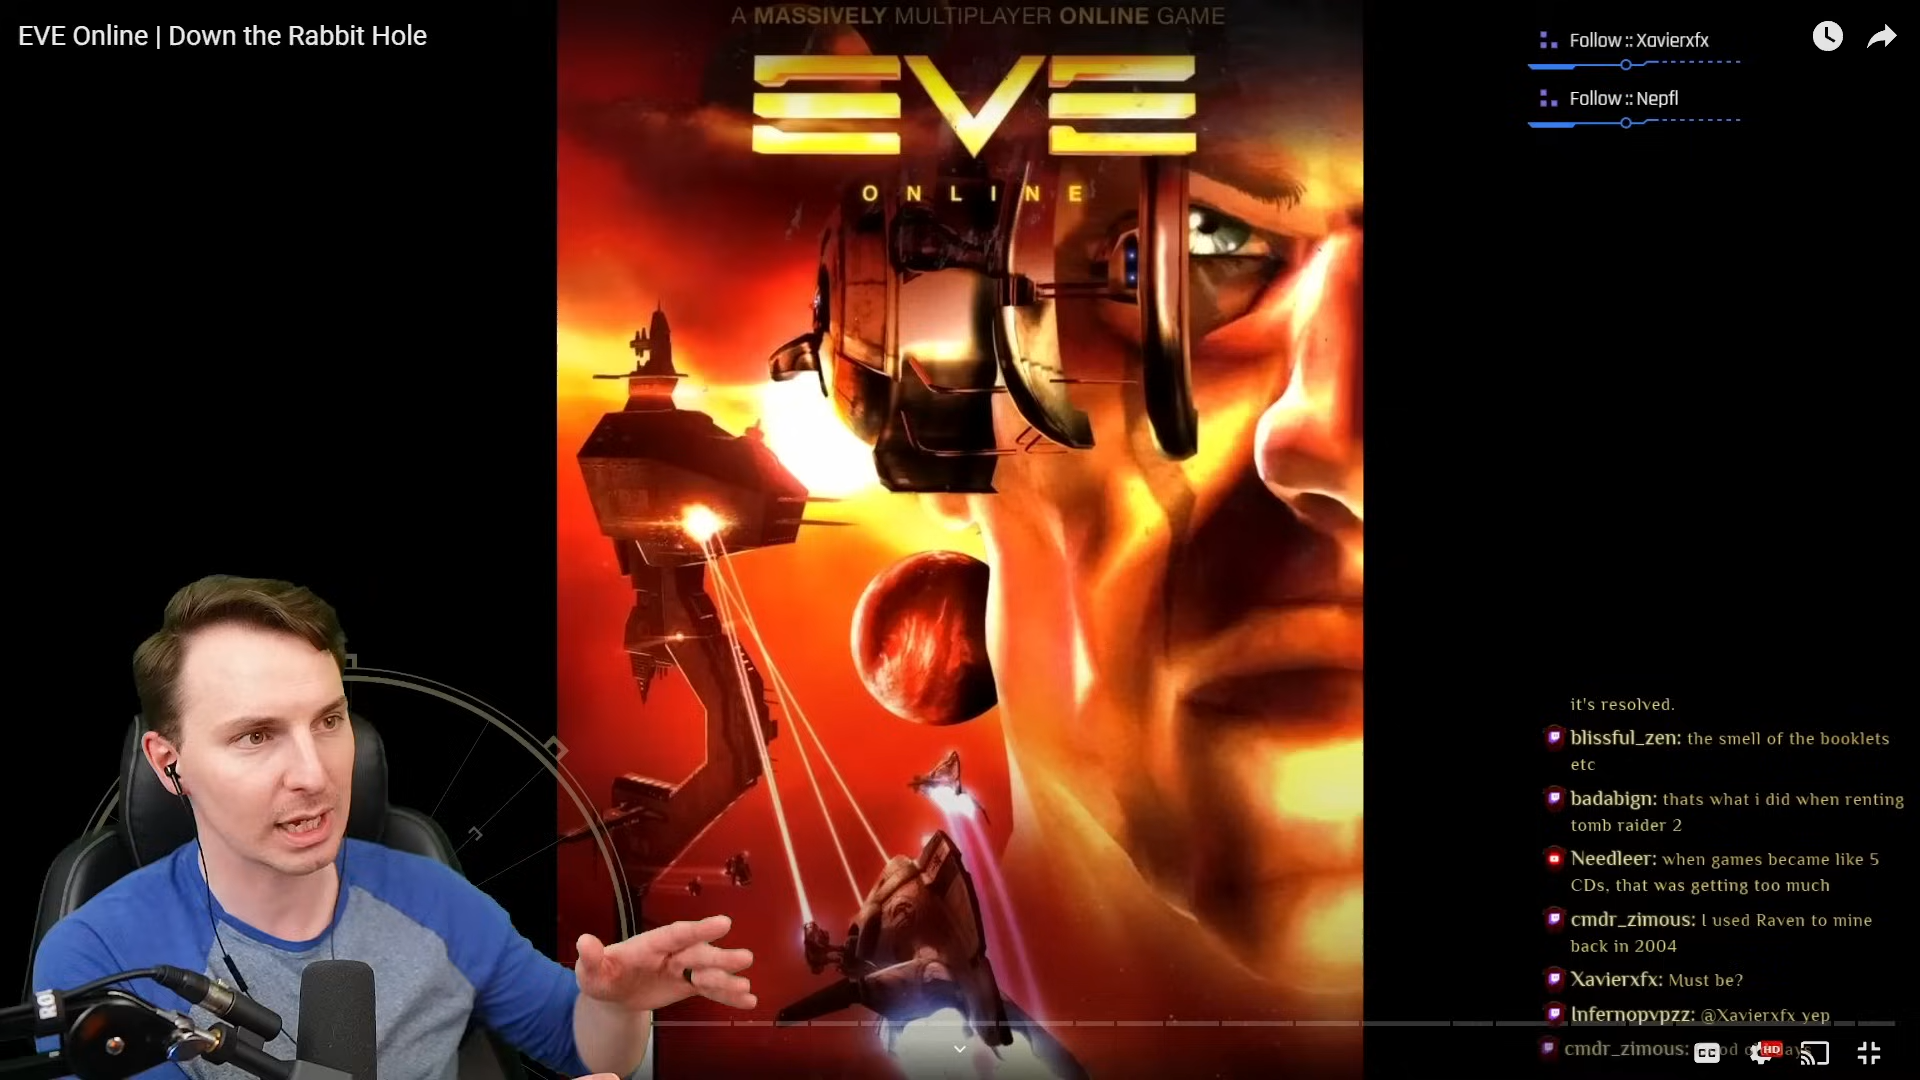 EVE Online | Down the Rabbit Hole
A MASSIVELY MULTIPLAYER ONLINE GAME
EVE
ONLINE
Follow :: Xavierxfx
Follow :: Nepfl
it's resolved.
blissful_zen: the smell of the booklets
etc
badabign: thats what i did when renting
tomb raider 2
Needleer: when games became like 5
CDs, that was getting too much
cmdr_zimous: I used Raven to mine
back in 2004
Xavierxfx: Must be?
Infernopvpzz: @Xavierxfx yep
cmdr_zimous:
CC
HD